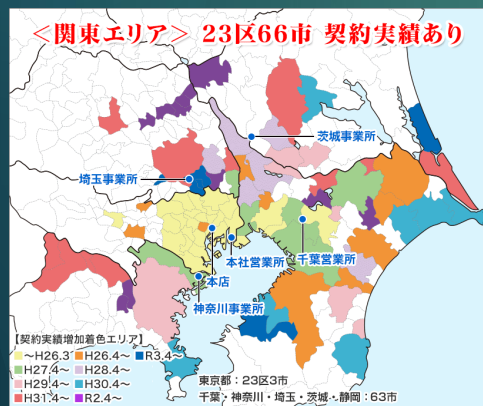 ＜関東エリア＞ 23区66市 契約実績あり
茨城事業所
埼玉事業所
千葉営業所
本社営業所
本店
神奈川事業所
【契約実績増加着色エリア】
～H26.3 H26.4～ R3.4～
H27.4～ H28.4～
H29.4～ H30.4～
H31.4～ R2.4～
東京都：23区3市
千葉・神奈川・埼玉・茨城・静岡：63市